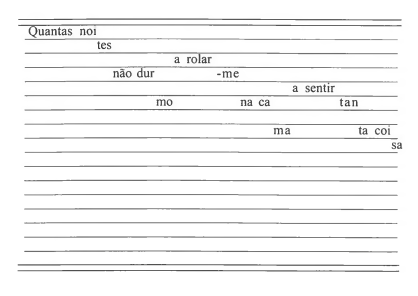 Quantas noi
tes
a rolar
não dur -me
a sentir
mo na ca tan
ma ta coi
sa